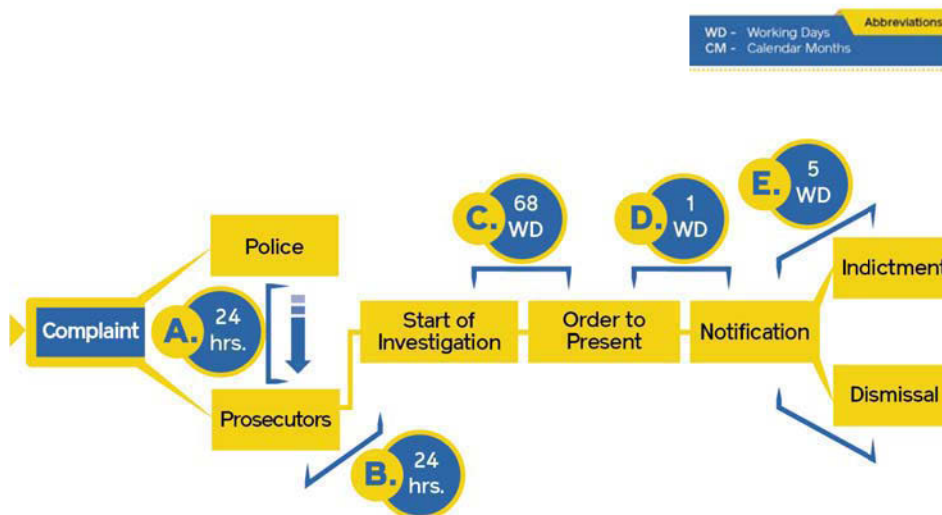 Abbreviations
WD - Working Days
CM - Calendar Months
E. 5
WD
C. 68
WD
D. 1
WD
Police
Indictment
Complaint
A. 24
hrs.
Start of
Investigation
Order to
Present
Notification
Prosecutors
Dismissal
B. 24
hrs.